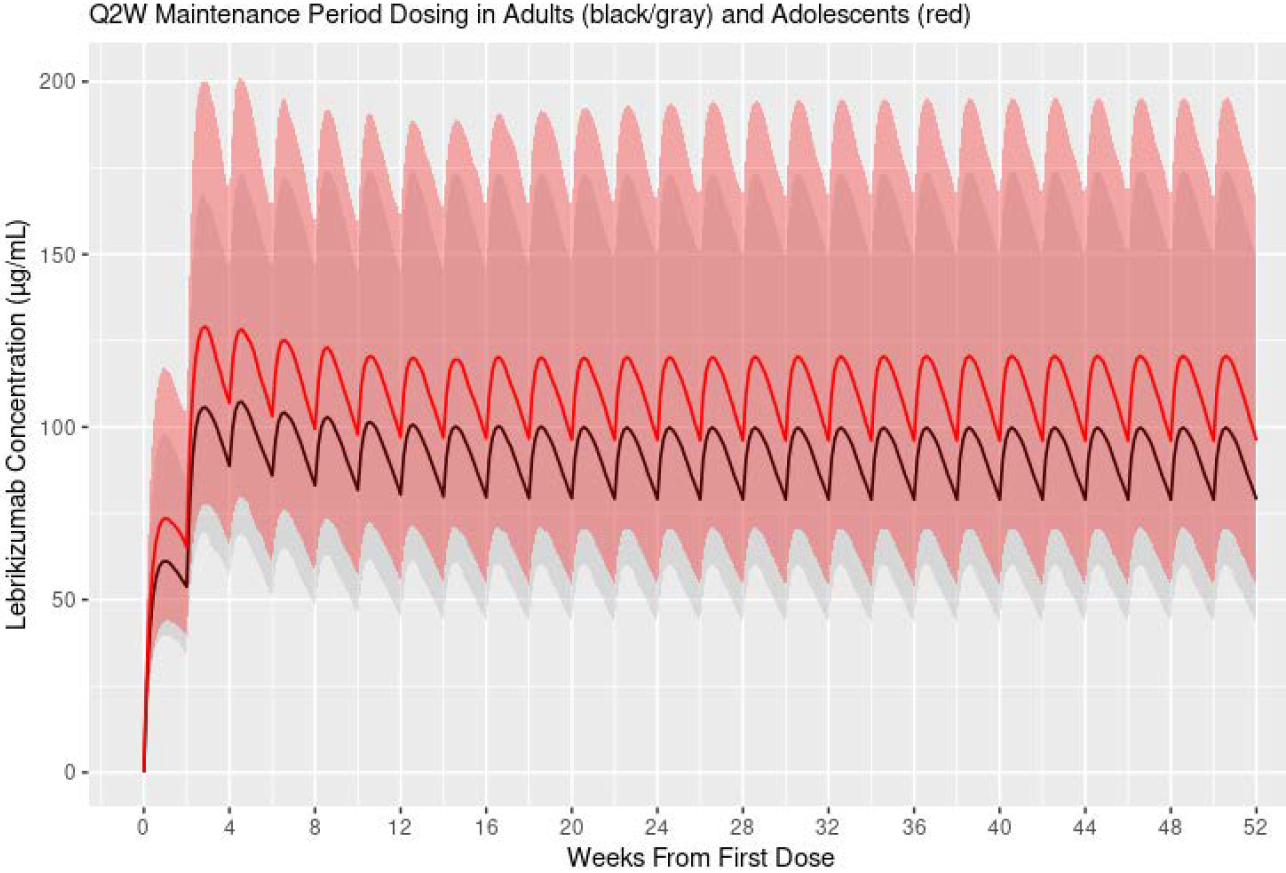 Q2W Maintenance Period Dosing in Adults (black/gray) and Adolescents (red)
Lebrikizumab Concentration (µg/mL)
200
150
100
50
0
0 4 8 12 16 20 24 28 32 36 40 44 48 52
Weeks From First Dose